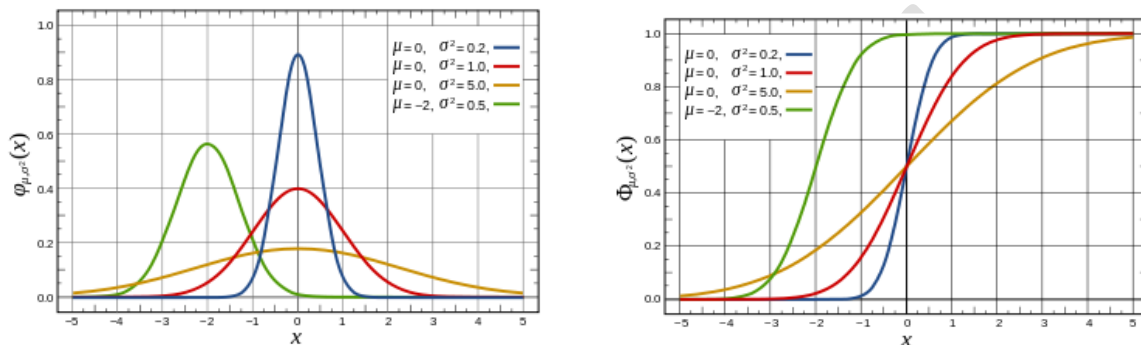 1.0
μ=0, σ²=0.2,
μ=0, σ²=1.0,
0.8
μ=0, σ²=5.0,
μ=−2, σ²=0.5,
0.6
φμ,σ²(x)
0.4
0.2
0.0
−5 −4 −3 −2 −1 0 1 2 3 4 5
x
1.0
μ=0, σ²=0.2,
μ=0, σ²=1.0,
0.8
μ=0, σ²=5.0,
μ=−2, σ²=0.5,
0.6
Φμ,σ²(x)
0.4
0.2
0.0
−5 −4 −3 −2 −1 0 1 2 3 4 5
x